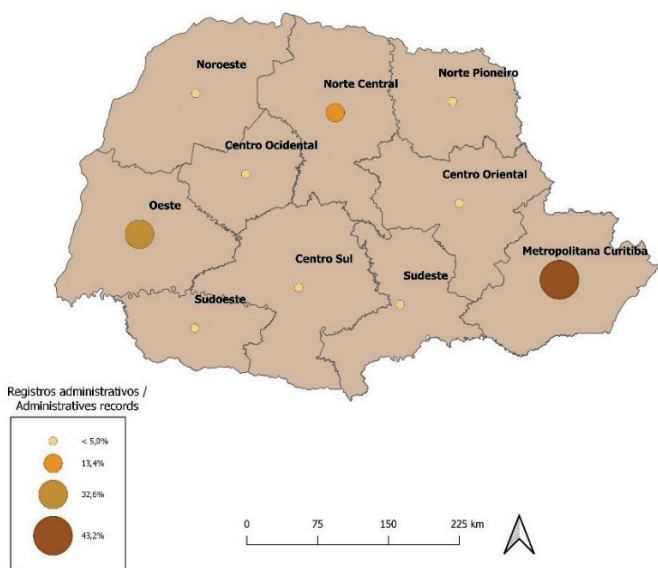 Noroeste
Norte Central
Norte Pioneiro
Centro Ocidental
Centro Oriental
Oeste
Metropolitana Curitiba
Centro Sul
Sudeste
Sudoeste
Registros administrativos /
Administratives records
< 5,0%
13,4%
32,6%
43,2%
0 75 150 225 km